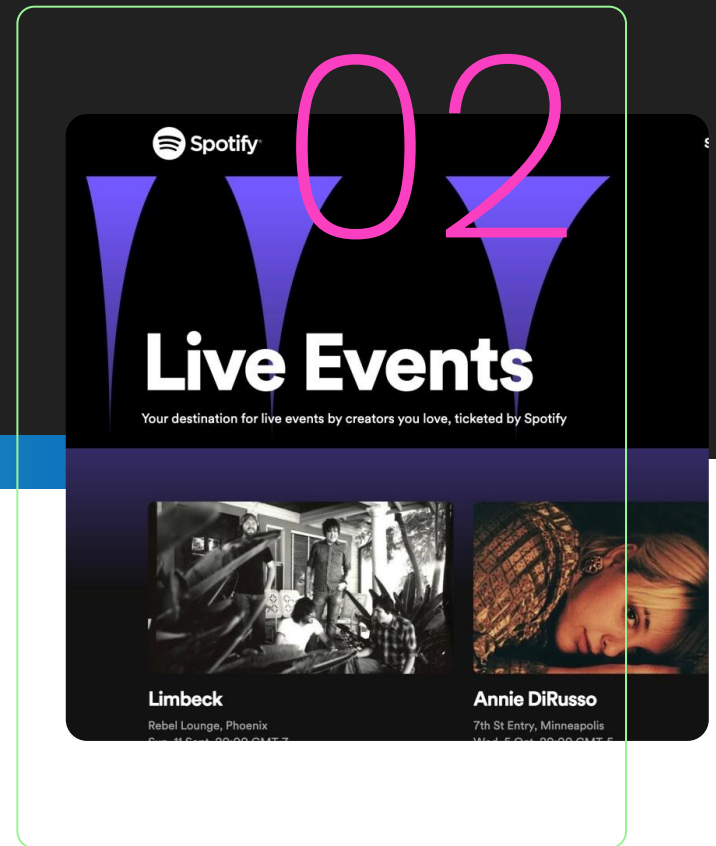 02
Spotify
Live Events
Your destination for live events by creators you love, ticketed by Spotify
Limbeck
Rebel Lounge, Phoenix
Annie DiRusso
7th St Entry, Minneapolis